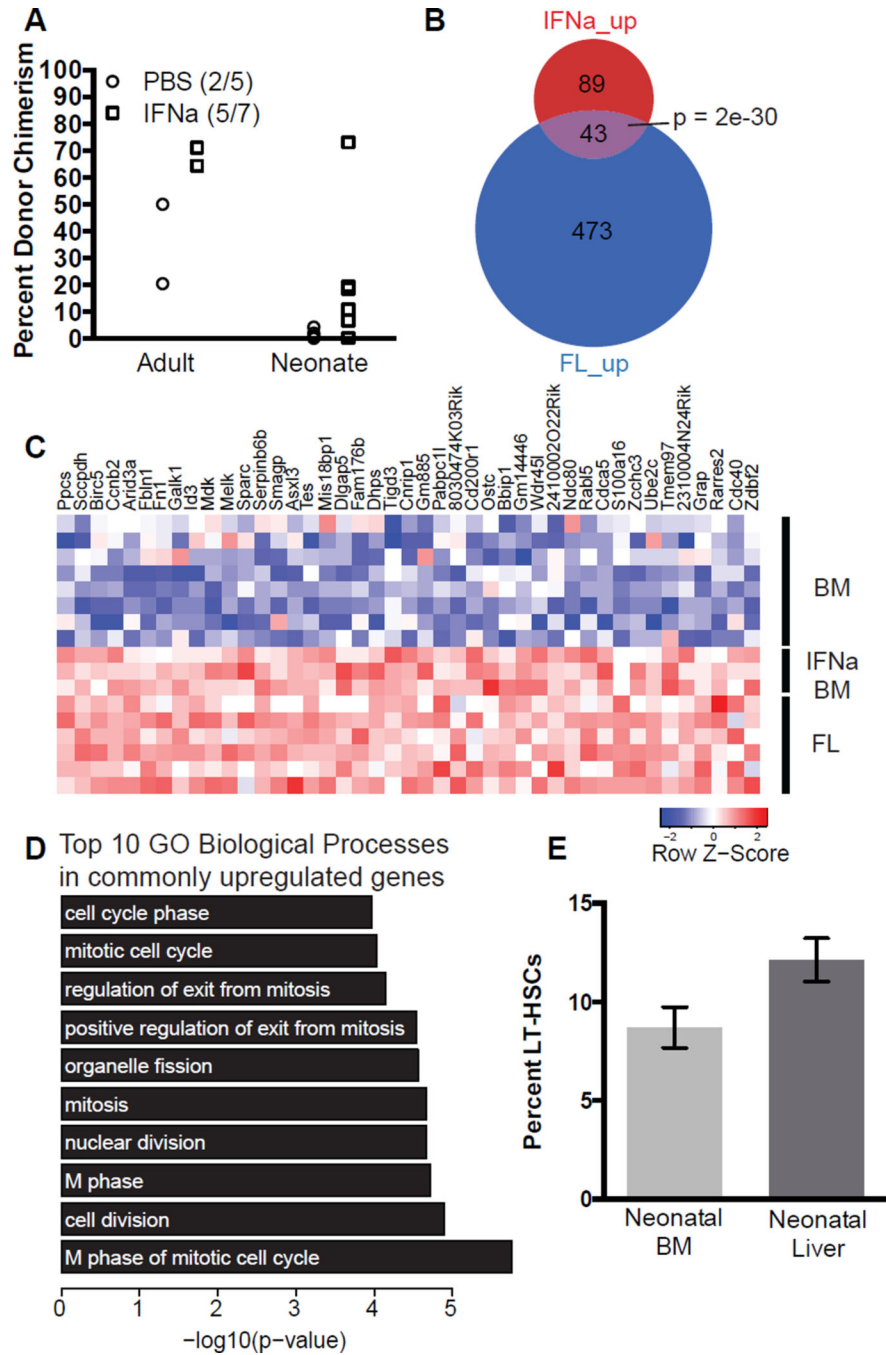 A
Percent Donor Chimerism
100
90
80
70
60
50
40
30
20
10
0
PBS (2/5)
IFNa (5/7)
Adult
Neonate
B
IFNa_up
89
43
p = 2e-30
473
FL_up
C
Ppcs
Sccpdh
Birc5
Ccnb2
Arid3a
Fbln1
Fn1
Galk1
Id3
Mdk
Melk
Sparc
Serpinb6b
Smagp
Asxl3
Tes
Mis18bp1
Dlgap5
Fam176b
Dhps
Tigd3
Cnrip1
Gm885
Pabpc1l
8030474K03Rik
Cd200r1
Ostc
Bbip1
Gm14446
Wdr45l
2410002O22Rik
Ndc80
Rabl5
Cdca5
S100a16
Zcchc3
Ube2c
Tmem97
2310004N24Rik
Grap
Rarres2
Cdc40
Zdbf2
BM
IFNa
BM
FL
−2 0 2
Row Z−Score
D
Top 10 GO Biological Processes
in commonly upregulated genes
cell cycle phase
mitotic cell cycle
regulation of exit from mitosis
positive regulation of exit from mitosis
organelle fission
mitosis
nuclear division
M phase
cell division
M phase of mitotic cell cycle
0 1 2 3 4 5
−log10(p−value)
E
Percent LT-HSCs
15
10
5
0
Neonatal
BM
Neonatal
Liver